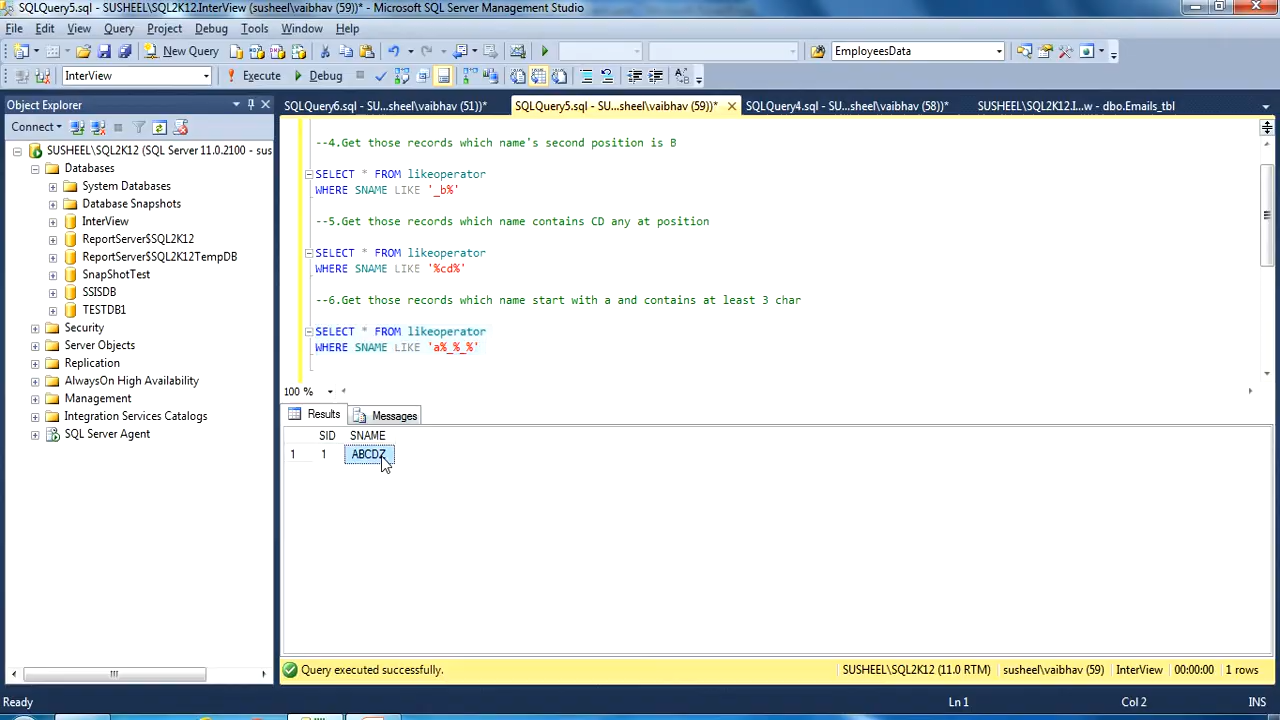 SQLQuery5.sql - SUSHEEL\SQL2K12.InterView (susheel\vaibhav (59))* - Microsoft SQL Server Management Studio
File Edit View Query Project Debug Tools Window Help
New Query EmployeesData
InterView Execute Debug
Object Explorer
SQLQuery6.sql - SU...sheel\vaibhav (51))* SQLQuery5.sql - SU...sheel\vaibhav (59))* SQLQuery4.sql - SU...sheel\vaibhav (58))* SUSHEEL\SQL2K12.I...w - dbo.Emails_tbl
Connect
SUSHEEL\SQL2K12 (SQL Server 11.0.2100 - sus
Databases
System Databases
Database Snapshots
InterView
ReportServer$SQL2K12
ReportServer$SQL2K12TempDB
SnapShotTest
SSISDB
TESTDB1
Security
Server Objects
Replication
AlwaysOn High Availability
Management
Integration Services Catalogs
SQL Server Agent
--4.Get those records which name's second position is B
SELECT * FROM likeoperator
WHERE SNAME LIKE '_b%'
--5.Get those records which name contains CD any at position
SELECT * FROM likeoperator
WHERE SNAME LIKE '%cd%'
--6.Get those records which name start with a and contains at least 3 char
SELECT * FROM likeoperator
WHERE SNAME LIKE 'a%_%_%'
100 %
Results Messages
SID SNAME
1 1 ABCDZ
Query executed successfully. SUSHEEL\SQL2K12 (11.0 RTM) susheel\vaibhav (59) InterView 00:00:00 1 rows
Ready Ln 1 Col 2 INS